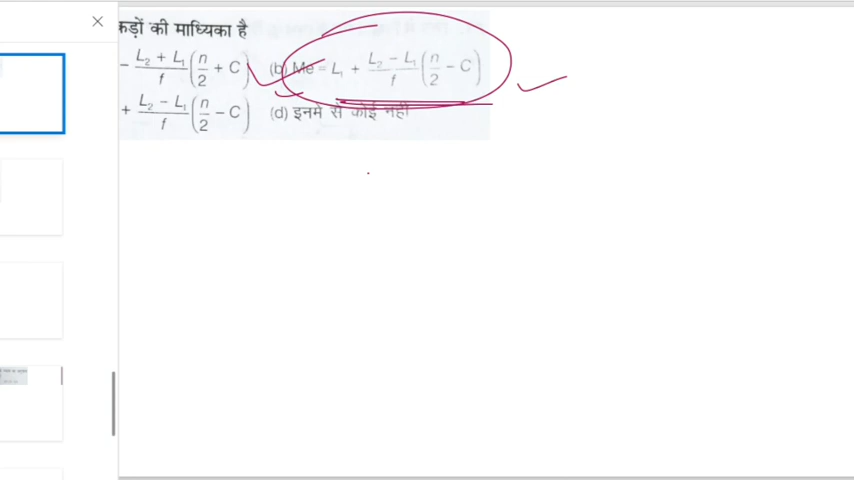 कड़ों की माध्यिका है
− L₂ + L₁ / f (n/2 + C) (b) Me = L₁ + L₂ − L₁ / f (n/2 − C)
+ L₂ − L₁ / f (n/2 − C) (d) इनमें से कोई नहीं